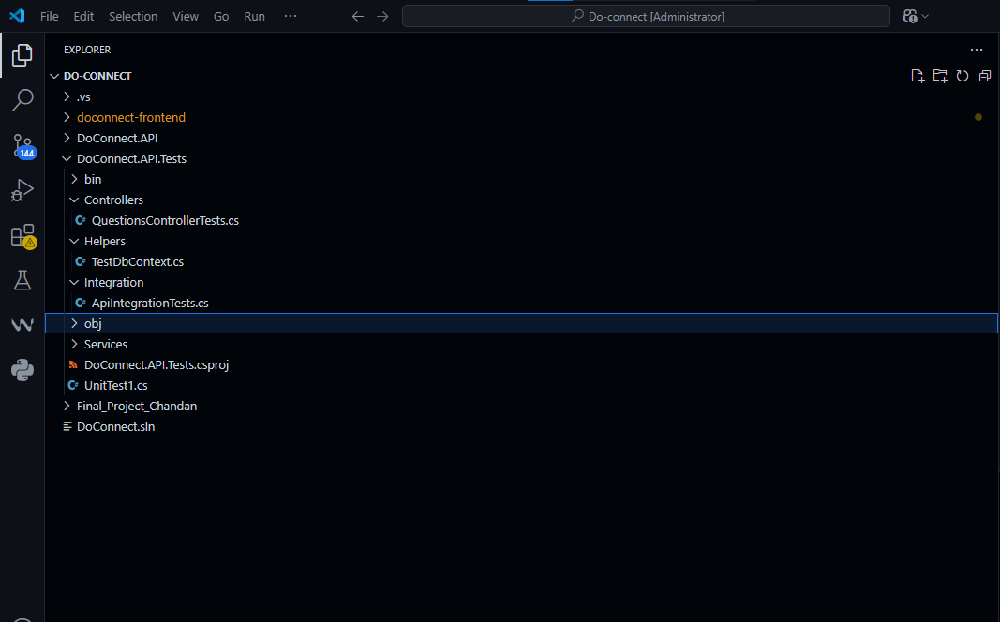 File Edit Selection View Go Run ··· Do-connect [Administrator]
EXPLORER
DO-CONNECT
.vs
doconnect-frontend
DoConnect.API
144
DoConnect.API.Tests
bin
Controllers
C# QuestionsControllerTests.cs
Helpers
C# TestDbContext.cs
Integration
C# ApiIntegrationTests.cs
obj
Services
DoConnect.API.Tests.csproj
C# UnitTest1.cs
Final_Project_Chandan
DoConnect.sln